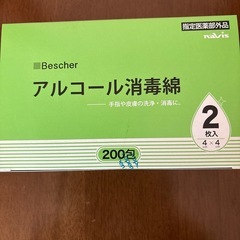 指定医薬部外品
navis
Bescher
アルコール消毒綿
手指や皮膚の洗浄・消毒に。
2
枚入
4×4
200包